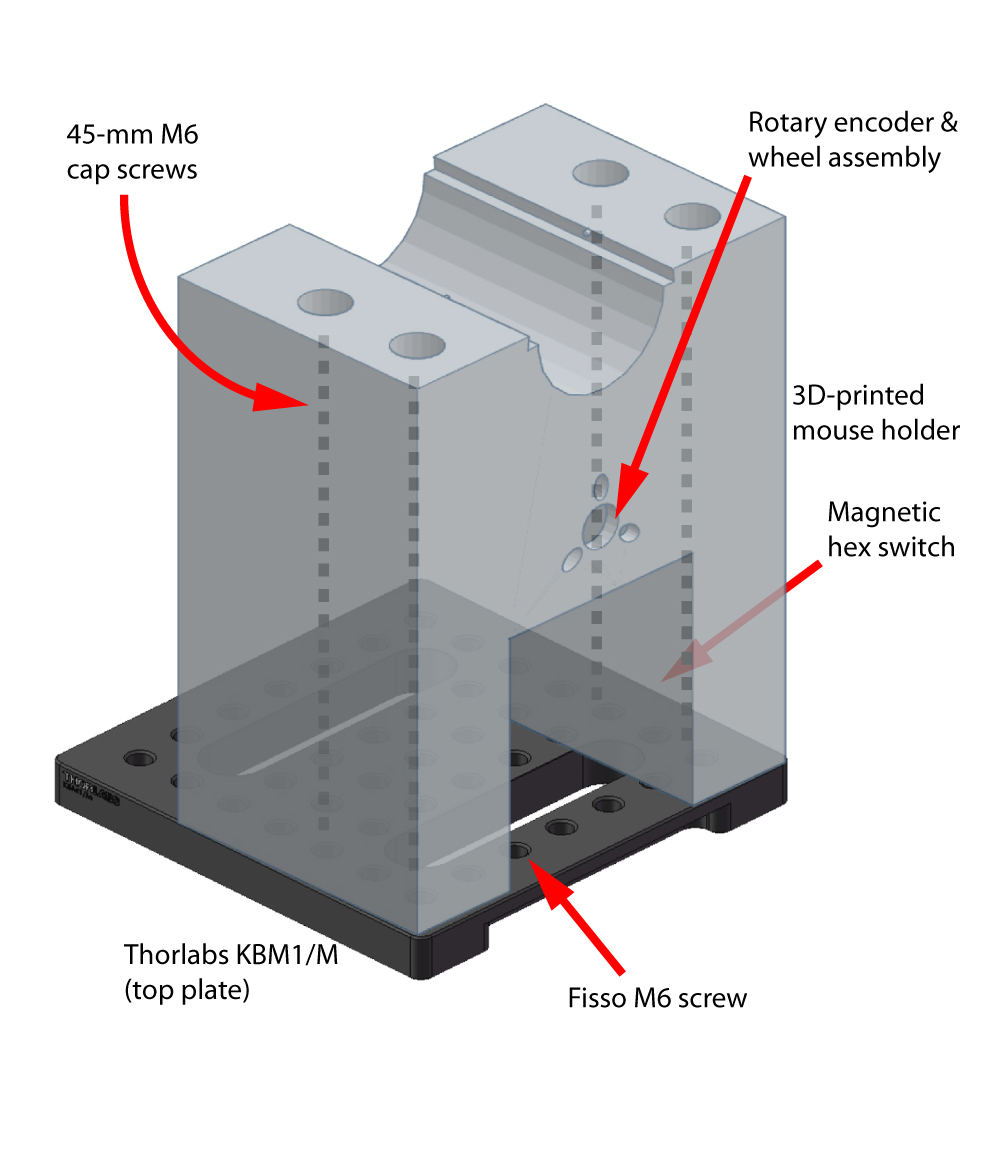 45-mm M6
cap screws
Rotary encoder &
wheel assembly
3D-printed
mouse holder
Magnetic
hex switch
THORLABS
Thorlabs KBM1/M
(top plate)
Fisso M6 screw